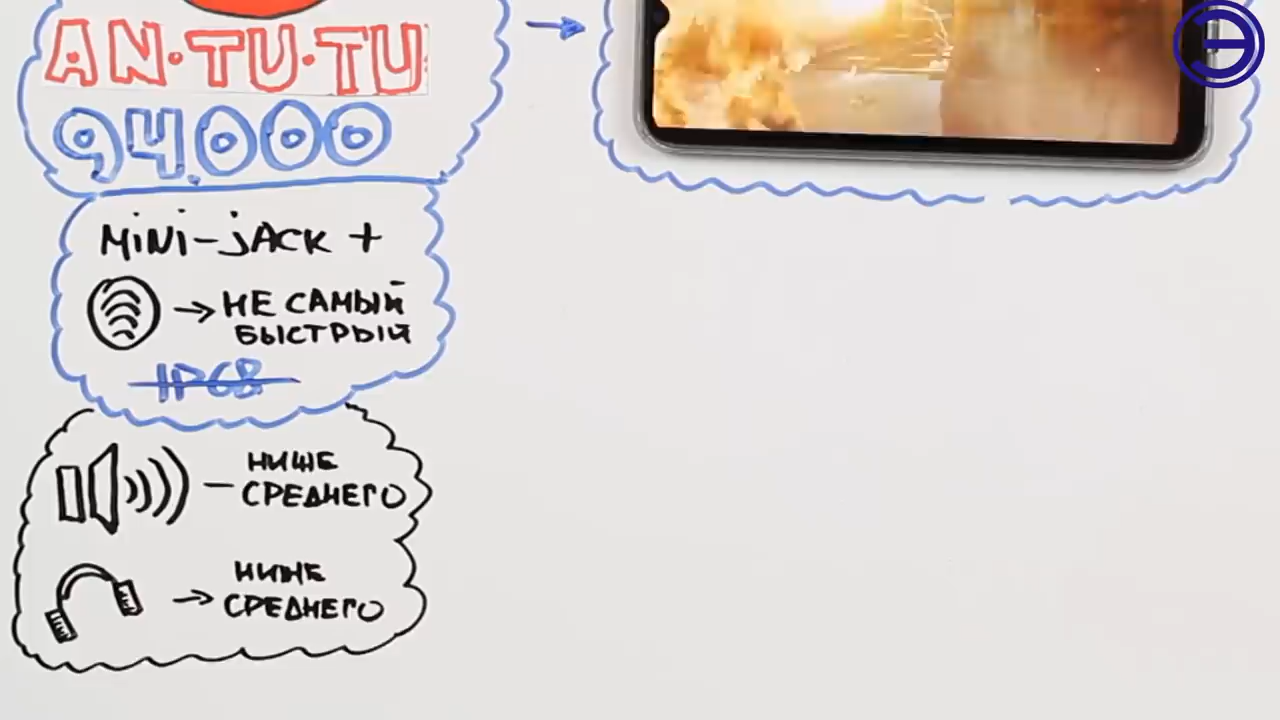 AN·TU·TU
94.000
MiNi-jACK +
НЕ САМЫЙ
БЫСТРЫЙ
IP68
НИЖЕ
СРЕДНЕГО
НИЖЕ
СРЕДНЕГО
Э